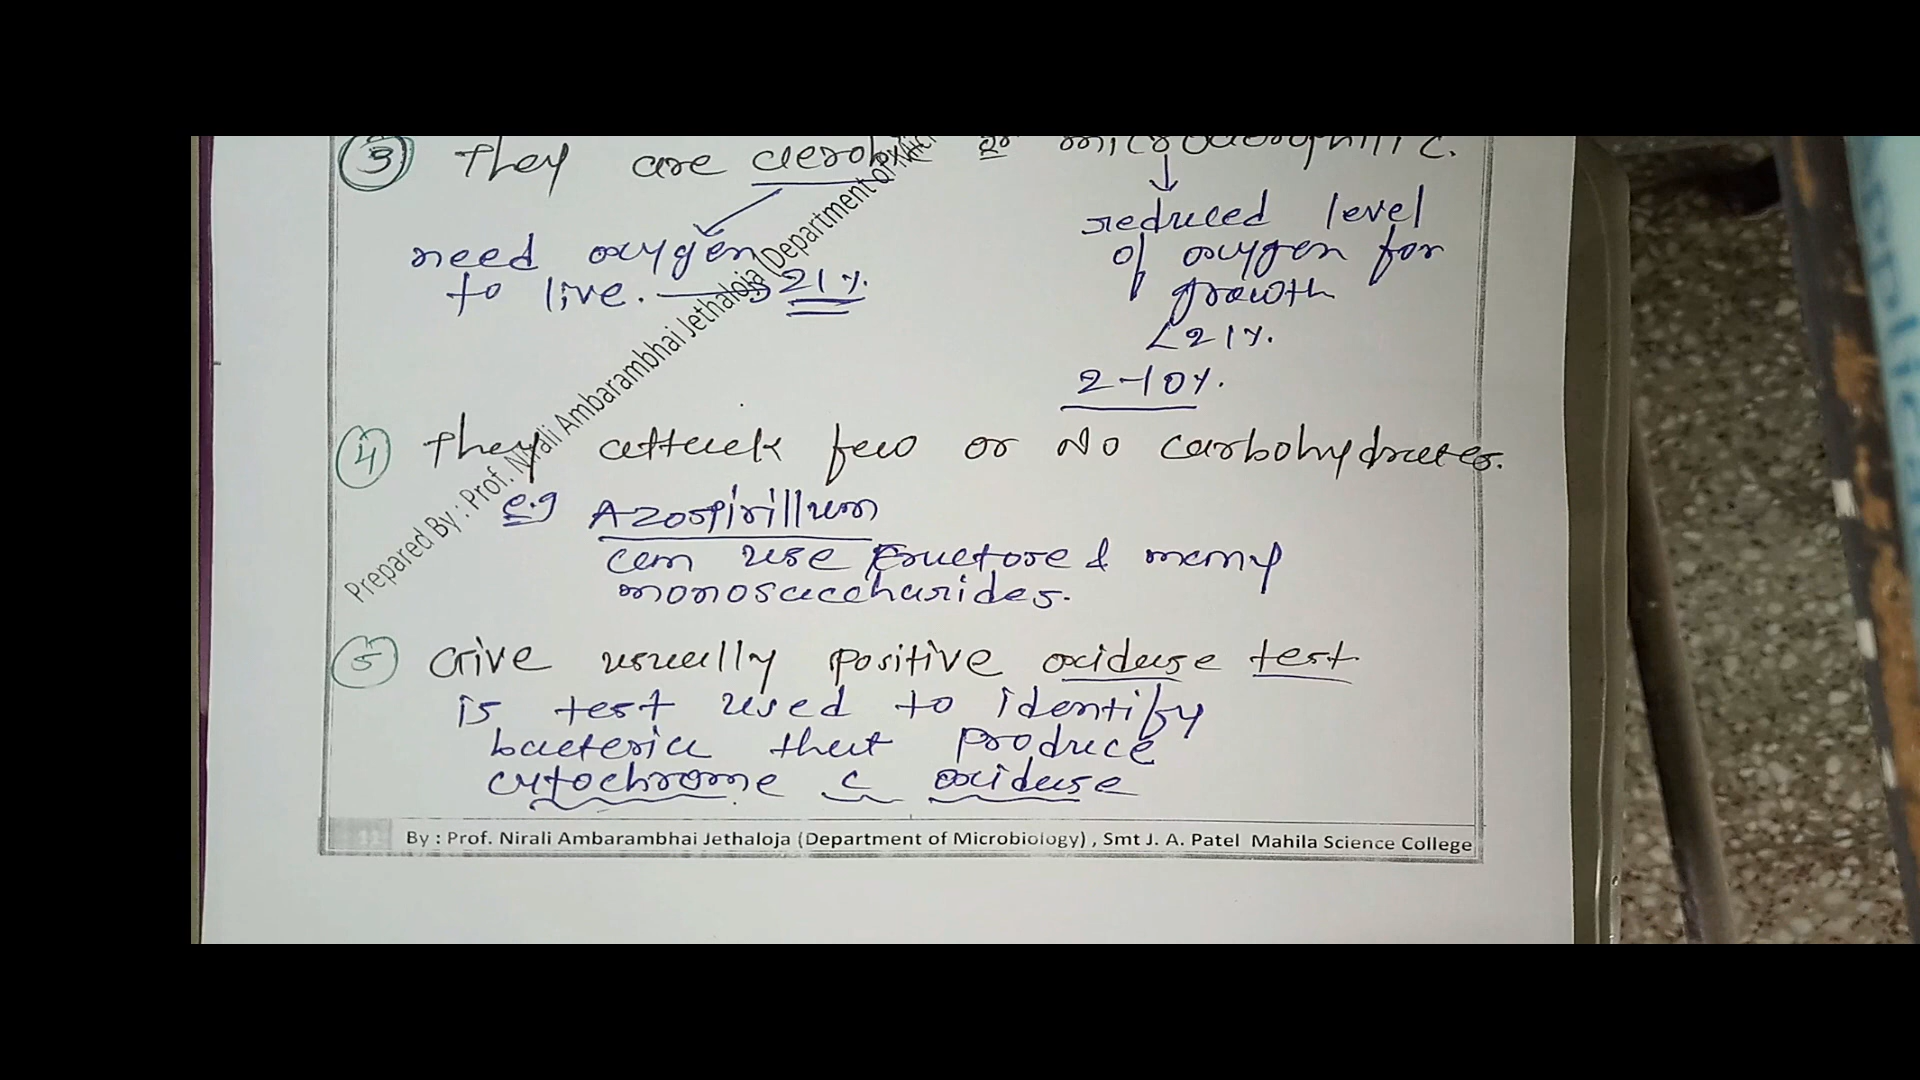 ③ They are aerobic or microaerophilic.
need oxygen
to live. → 21%.
reduced level
of oxygen for
growth
<21%.
2-10%.
④ They attack few or No carbohydrates.
e.g Azospirillum
can use fructose & many
monosaccharides.
⑤ Give usually positive oxidase test
is test used to identify
bacteria that produce
cytochrome c oxidase
Prepared By : Prof. Nirali Ambarambhai Jethaloja (Department of
By : Prof. Nirali Ambarambhai Jethaloja (Department of Microbiology) , Smt J. A. Patel Mahila Science College